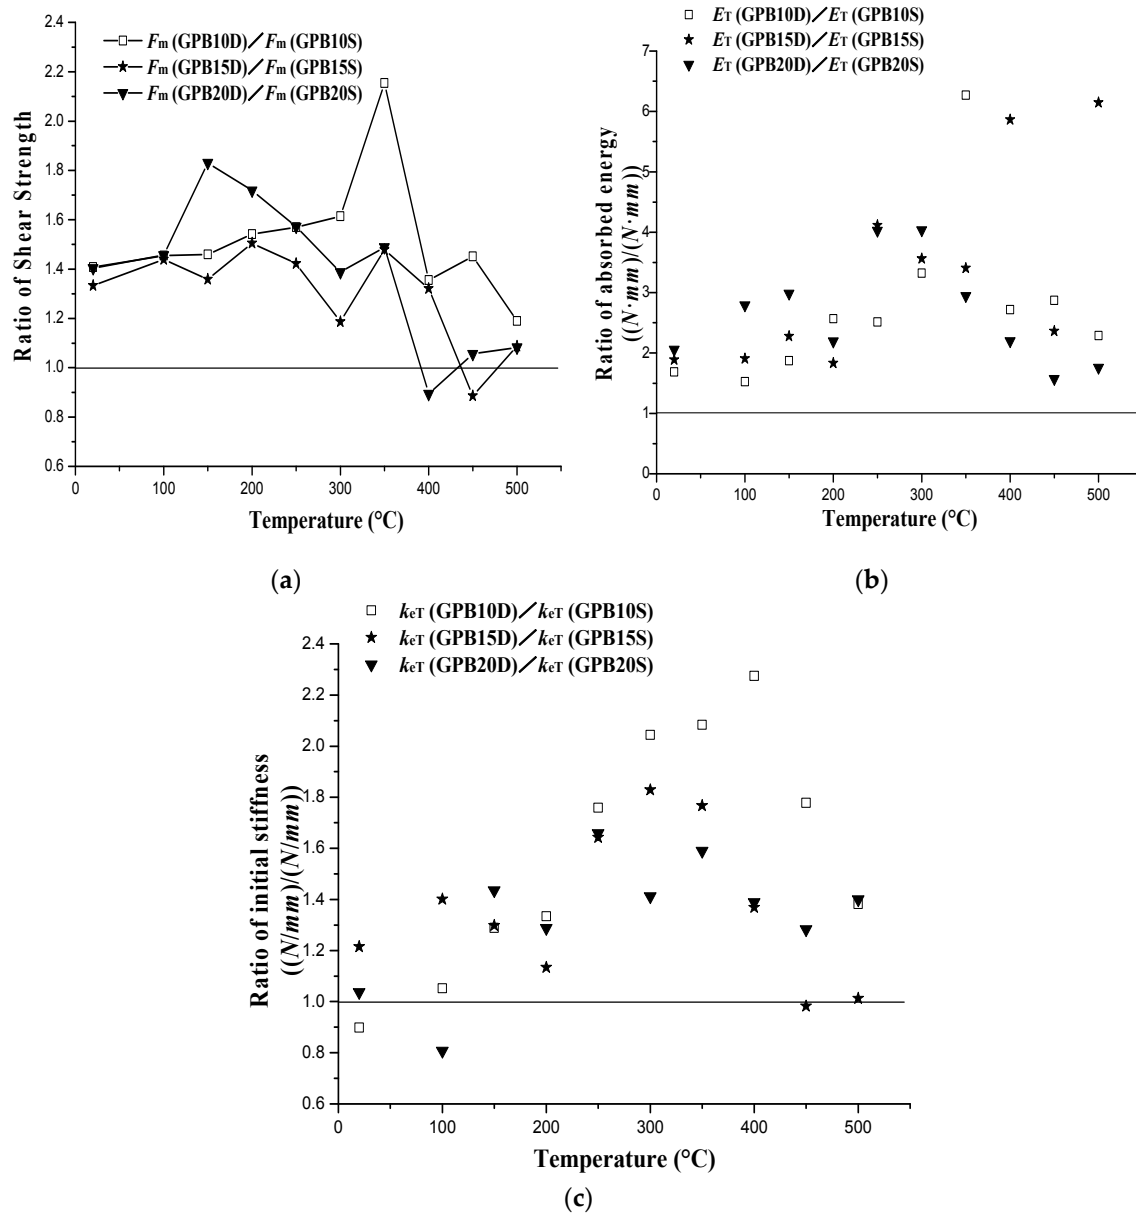 Fm (GPB10D)／Fm (GPB10S)
Fm (GPB15D)／Fm (GPB15S)
Fm (GPB20D)／Fm (GPB20S)
Ratio of Shear Strength
2.4
2.2
2.0
1.8
1.6
1.4
1.2
1.0
0.8
0.6
0 100 200 300 400 500
Temperature (°C)
(a)
ET (GPB10D)／ET (GPB10S)
ET (GPB15D)／ET (GPB15S)
ET (GPB20D)／ET (GPB20S)
Ratio of absorbed energy
((N·mm)/(N·mm))
7
6
5
4
3
2
1
0
0 100 200 300 400 500
Temperature (°C)
(b)
keT (GPB10D)／keT (GPB10S)
keT (GPB15D)／keT (GPB15S)
keT (GPB20D)／keT (GPB20S)
Ratio of initial stiffness
((N/mm)/(N/mm))
2.4
2.2
2.0
1.8
1.6
1.4
1.2
1.0
0.8
0.6
0 100 200 300 400 500
Temperature (°C)
(c)